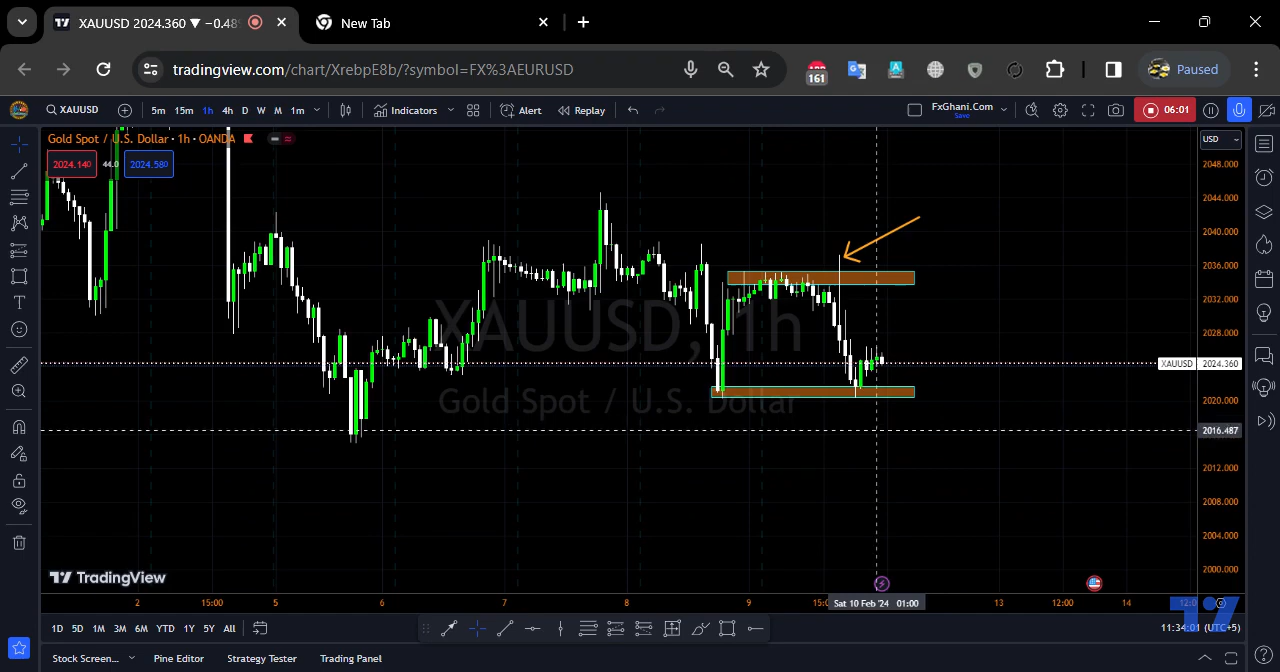 XAUUSD 2024.360 ▼ −0.48%
New Tab
tradingview.com/chart/XrebpE8b/?symbol=FX%3AEURUSD
161
Paused
XAUUSD 5m 15m 1h 4h D W M 1m Indicators Alert Replay FxGhani.Com 06:01
Save
Gold Spot / U.S. Dollar · 1h · OANDA
USD
2024.140 44.0 2024.580
2048.000
2044.000
2040.000
2036.000
2032.000
2028.000
XAUUSD, 1h
XAUUSD 2024.360
Gold Spot / U.S. Dollar
2020.000
2016.487
2012.000
2008.000
2004.000
2000.000
TradingView
2 15:00 5 6 7 8 9 Sat 10 Feb '24 01:00 13 12:00 14
1D 5D 1M 3M 6M YTD 1Y 5Y All
11:34:01 (UTC+5)
Stock Screen... Pine Editor Strategy Tester Trading Panel